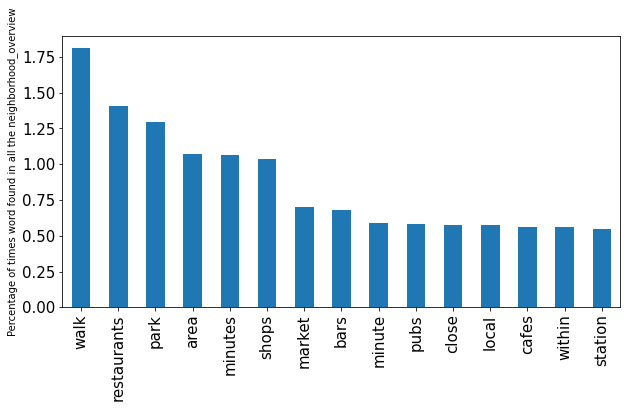 Percentage of times word found in all the neighborhood_overview
1.75
1.50
1.25
1.00
0.75
0.50
0.25
0.00
walk
restaurants
park
area
minutes
shops
market
bars
minute
pubs
close
local
cafes
within
station